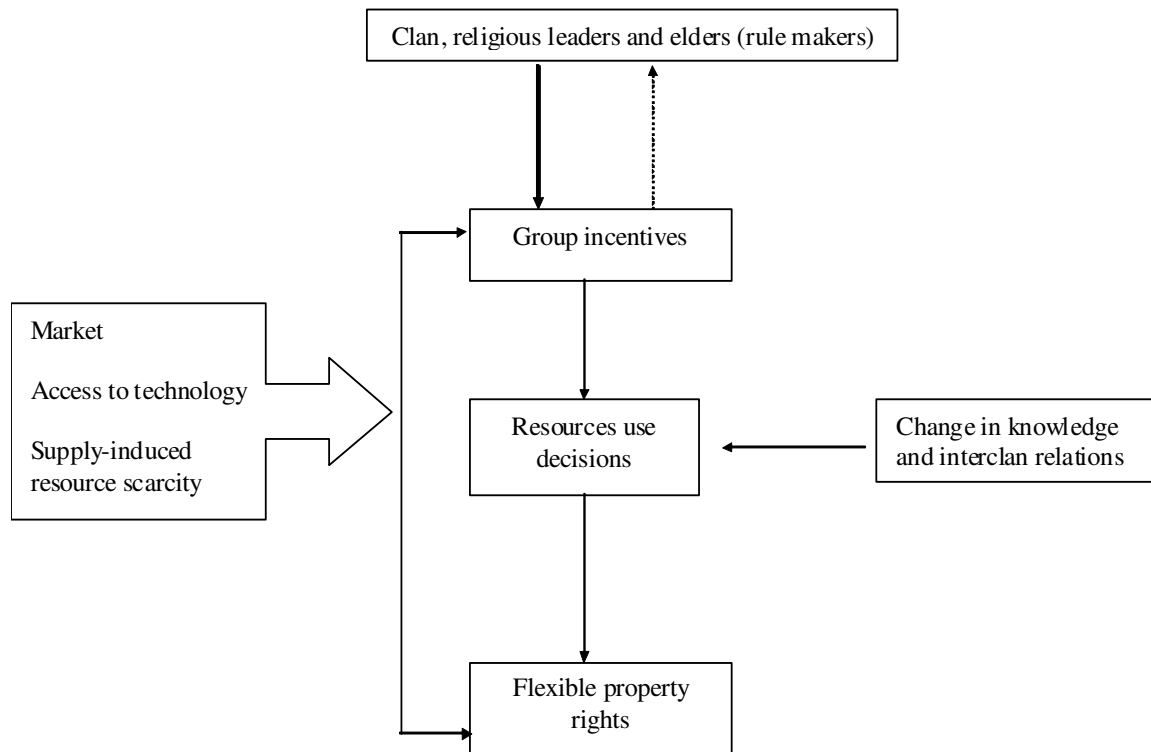 Clan, religious leaders and elders (rule makers)
Group incentives
Market
Access to technology
Supply-induced
resource scarcity
Resources use
decisions
Change in knowledge
and interclan relations
Flexible property
rights